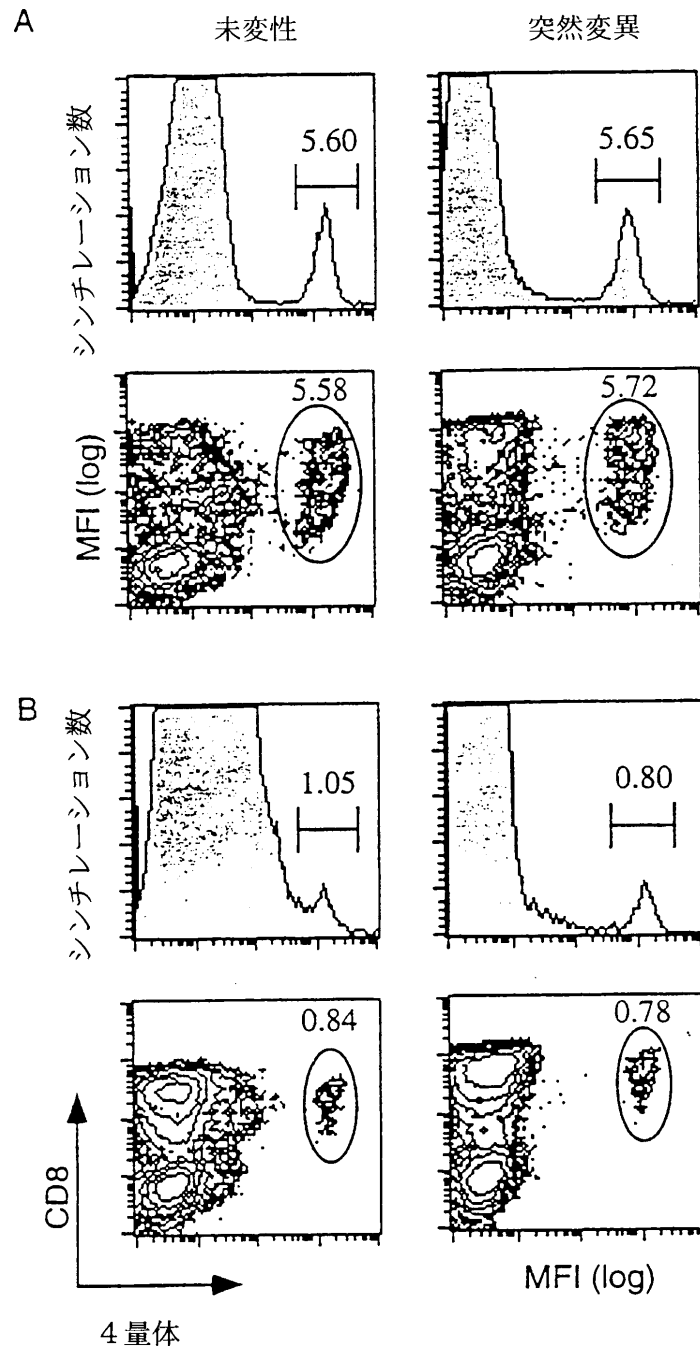 A
未変性
突然変異
シンチレーション数
5.60
5.65
MFI (log)
5.58
5.72
B
シンチレーション数
1.05
0.80
CD8
0.84
0.78
MFI (log)
4量体